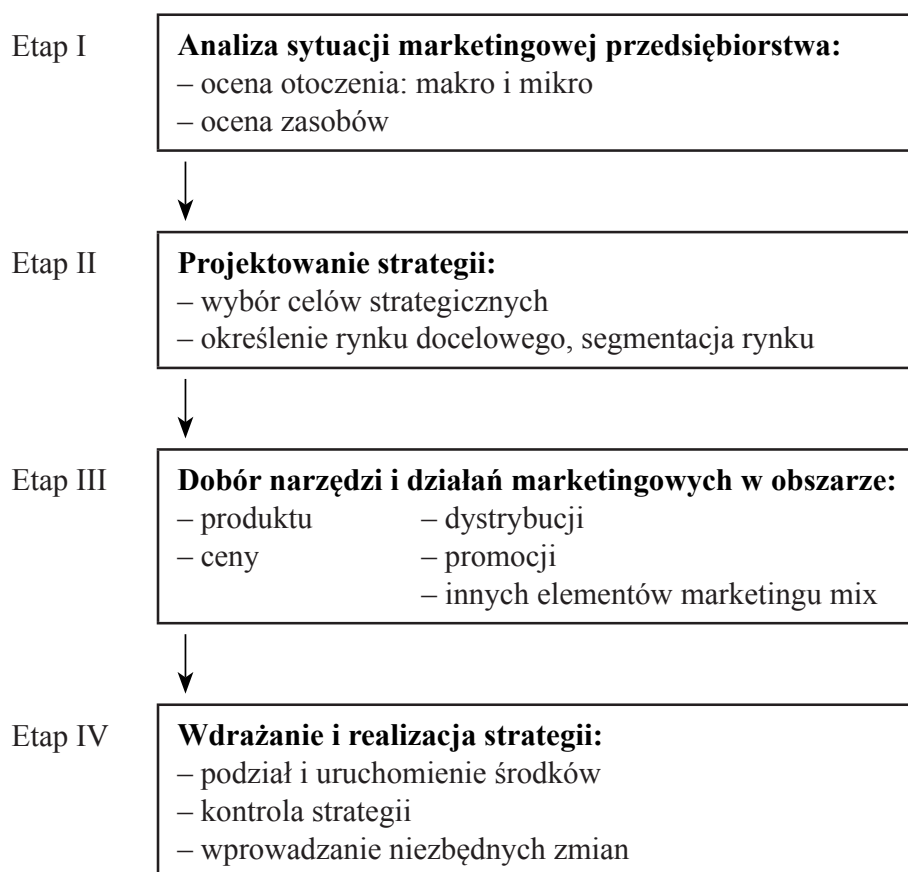 Etap I
Analiza sytuacji marketingowej przedsiębiorstwa:
– ocena otoczenia: makro i mikro
– ocena zasobów
Etap II
Projektowanie strategii:
– wybór celów strategicznych
– określenie rynku docelowego, segmentacja rynku
Etap III
Dobór narzędzi i działań marketingowych w obszarze:
– produktu – dystrybucji
– ceny – promocji
– innych elementów marketingu mix
Etap IV
Wdrażanie i realizacja strategii:
– podział i uruchomienie środków
– kontrola strategii
– wprowadzanie niezbędnych zmian